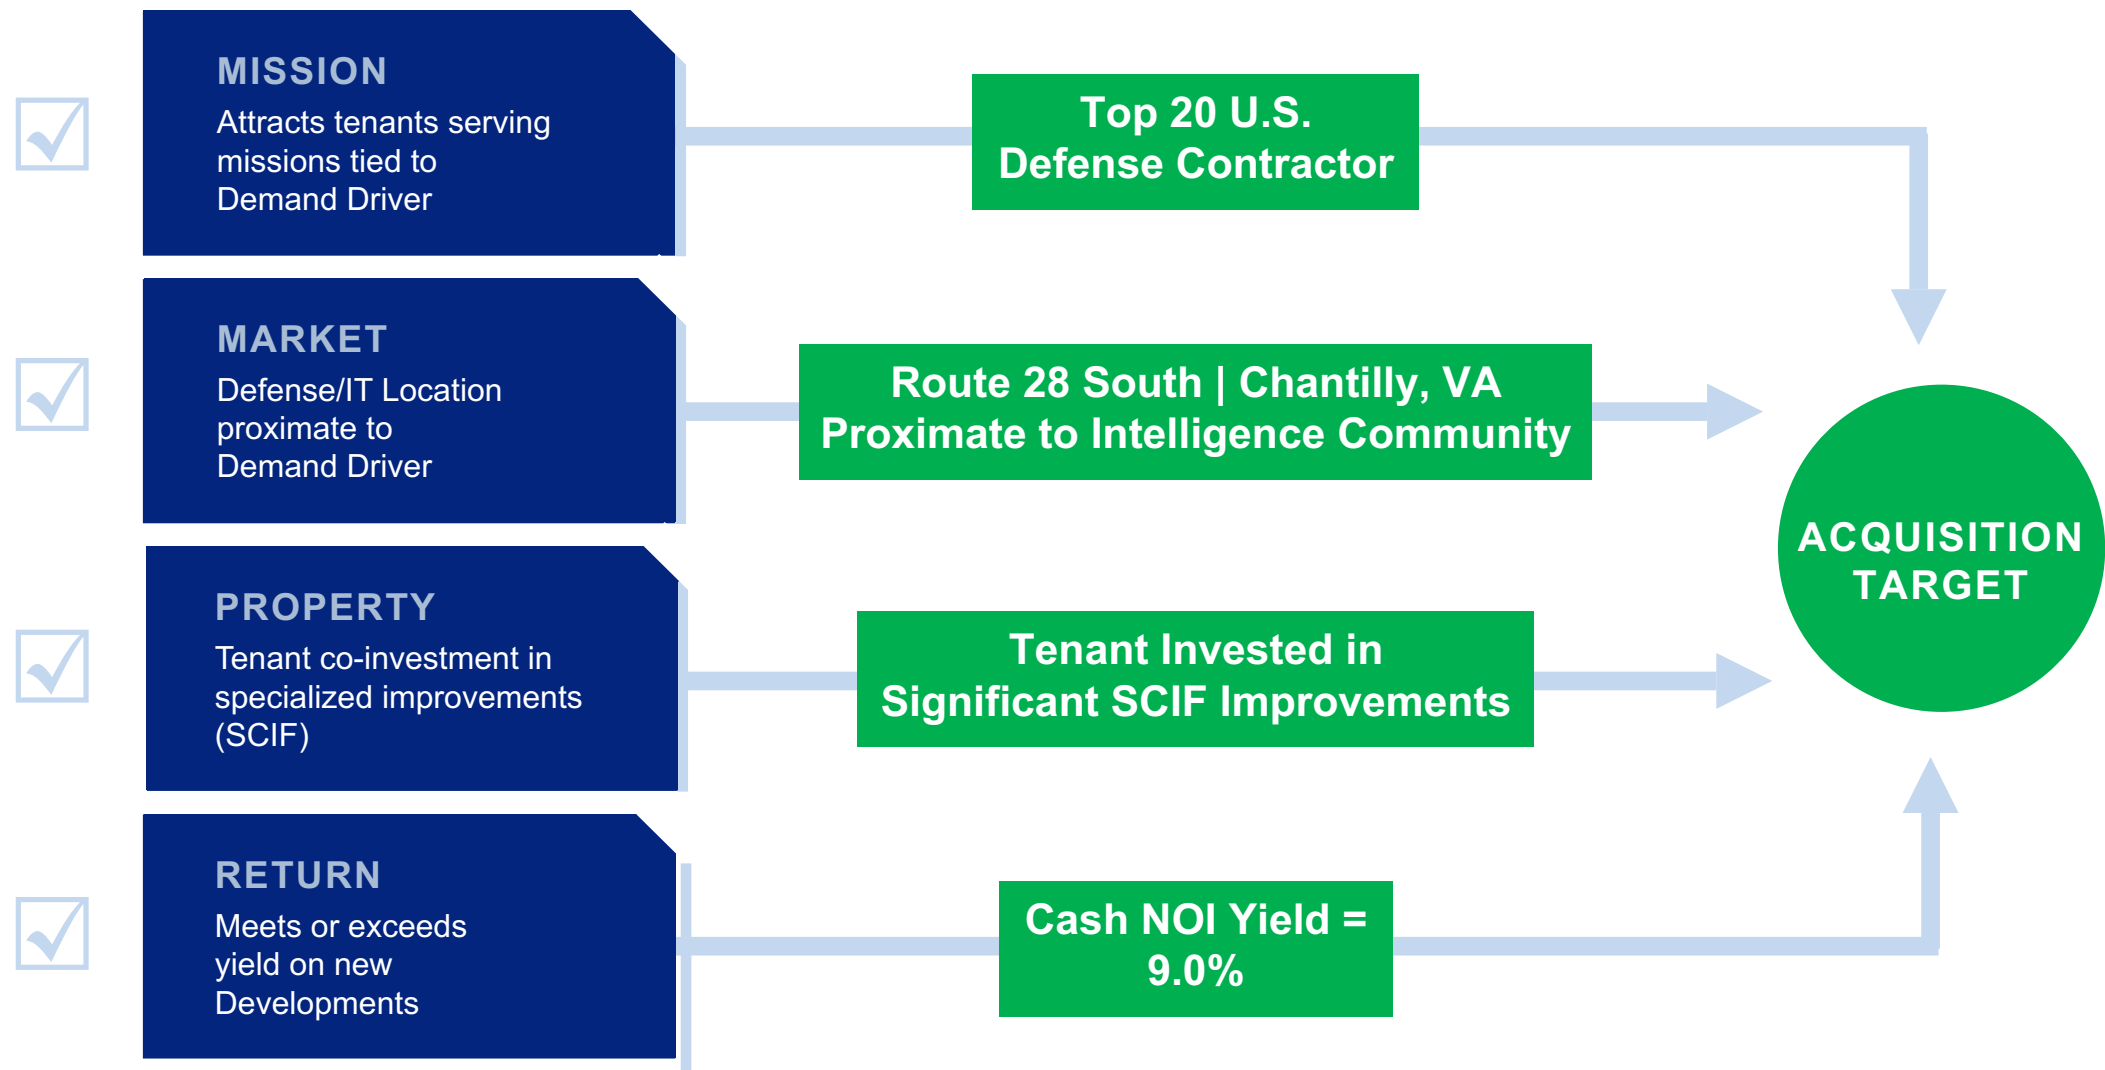 MISSION
Attracts tenants serving
missions tied to
Demand Driver
Top 20 U.S.
Defense Contractor
MARKET
Defense/IT Location
proximate to
Demand Driver
Route 28 South | Chantilly, VA
Proximate to Intelligence Community
PROPERTY
Tenant co-investment in
specialized improvements
(SCIF)
Tenant Invested in
Significant SCIF Improvements
RETURN
Meets or exceeds
yield on new
Developments
Cash NOI Yield =
9.0%
ACQUISITION
TARGET